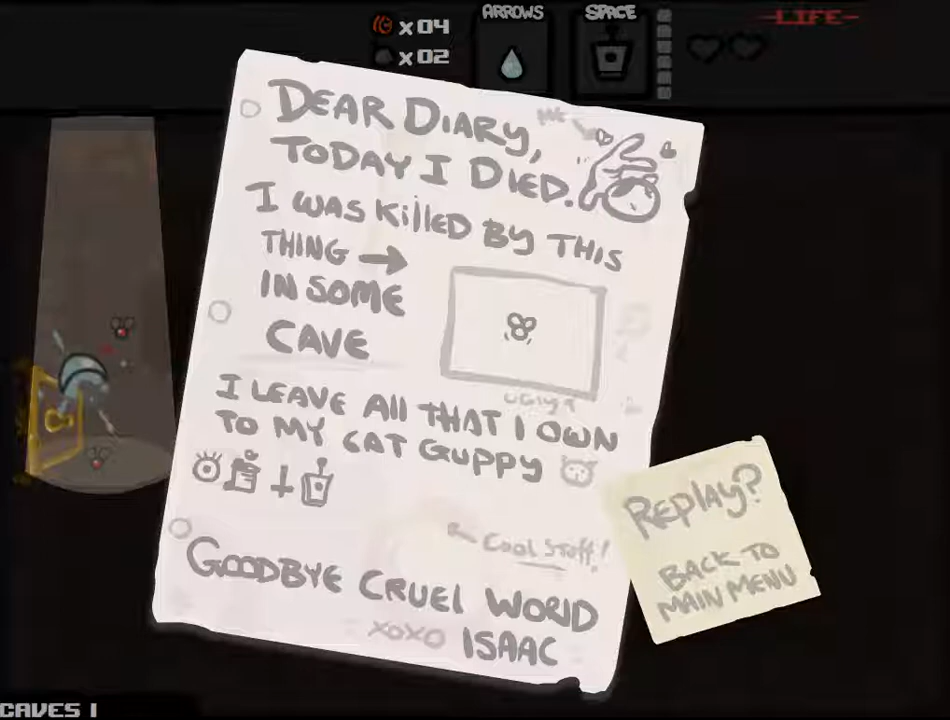 x04
x02
ARROWS
SPACE
-LIFE-
DEAR DIARY,
ME
TODAY I DIED.
I WAS KILLED BY THIS
THING →
IN SOME
CAVE
UGLY
I LEAVE ALL THAT I OWN
TO MY CAT GUPPY
COOL STUFF!
GOODBYE CRUEL WORLD
XOXO ISAAC
REPLAY?
BACK TO
MAIN MENU
CAVES I